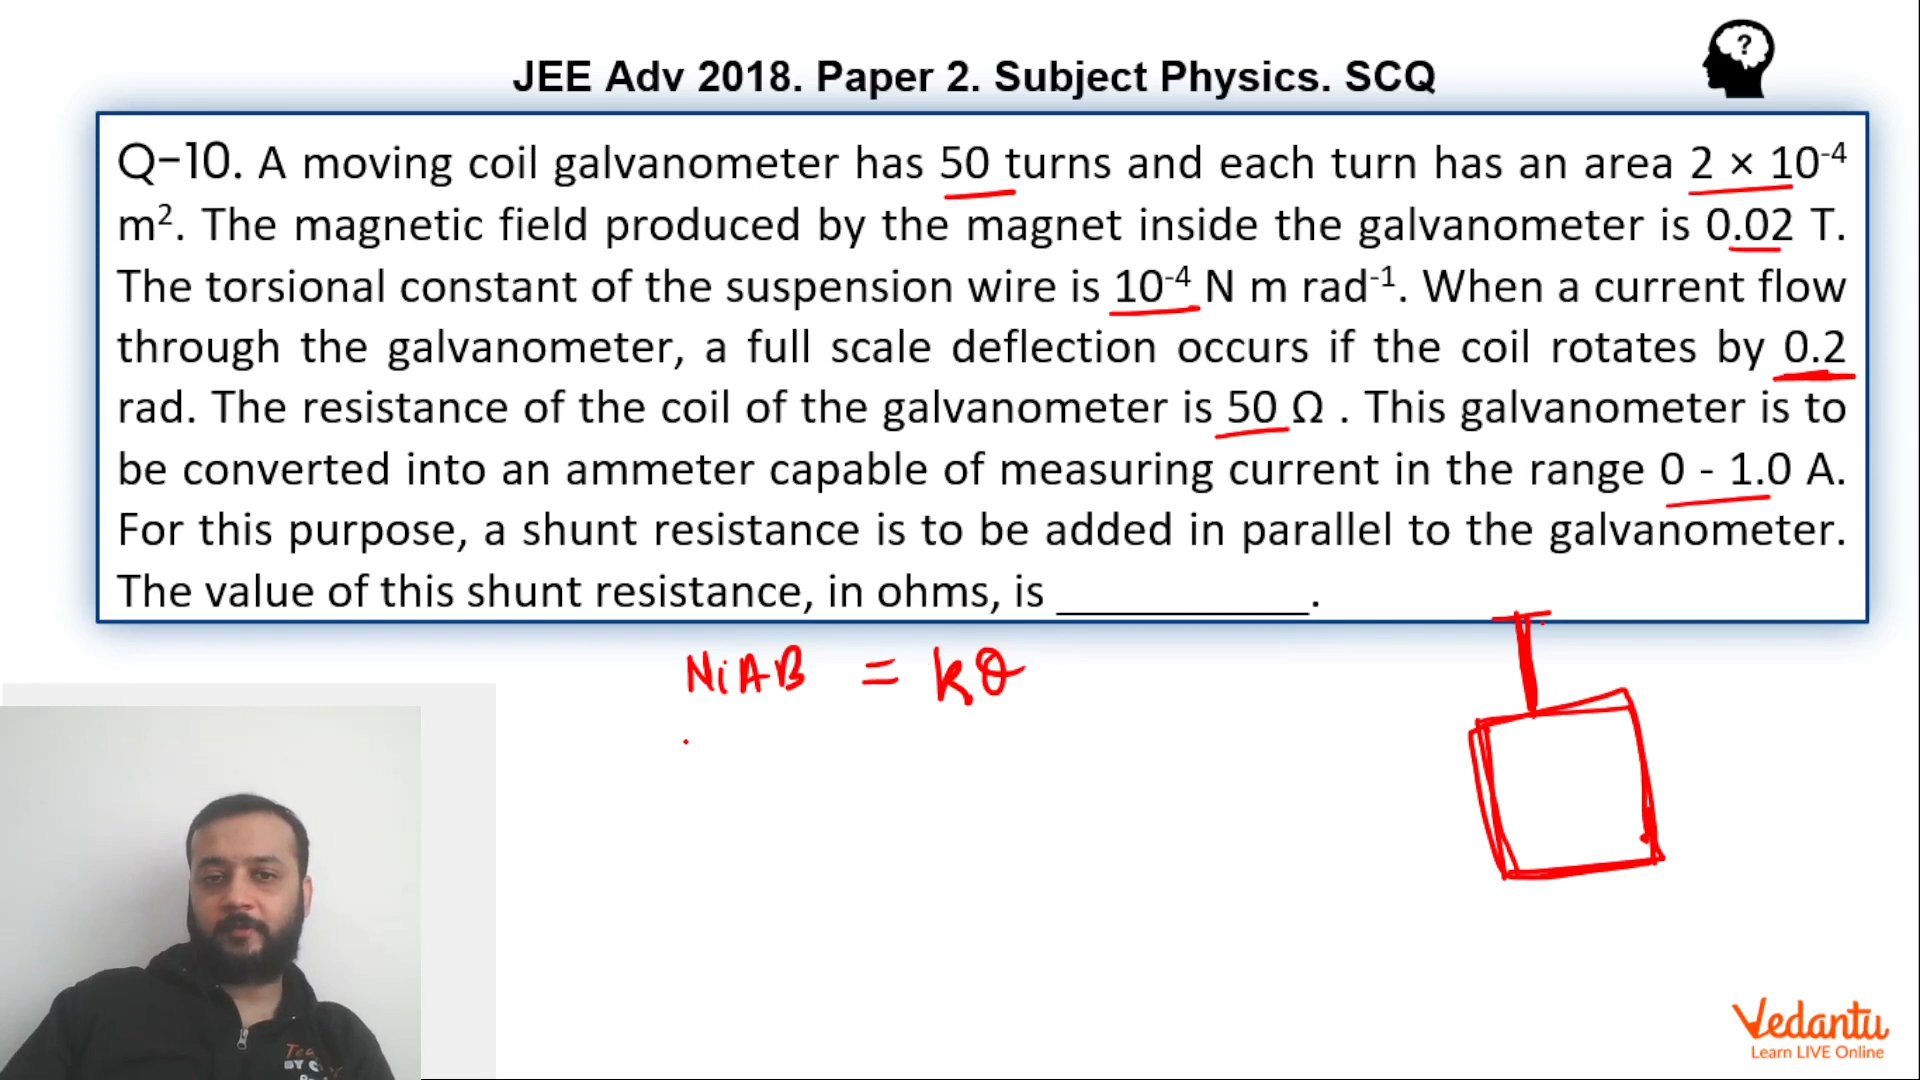 JEE Adv 2018. Paper 2. Subject Physics. SCQ
?
Q-10. A moving coil galvanometer has 50 turns and each turn has an area 2 × 10⁻⁴
m². The magnetic field produced by the magnet inside the galvanometer is 0.02 T.
The torsional constant of the suspension wire is 10⁻⁴ N m rad⁻¹. When a current flow
through the galvanometer, a full scale deflection occurs if the coil rotates by 0.2
rad. The resistance of the coil of the galvanometer is 50 Ω . This galvanometer is to
be converted into an ammeter capable of measuring current in the range 0 - 1.0 A.
For this purpose, a shunt resistance is to be added in parallel to the galvanometer.
The value of this shunt resistance, in ohms, is ___________.
NiAB = kθ
Vedantu
Learn LIVE Online